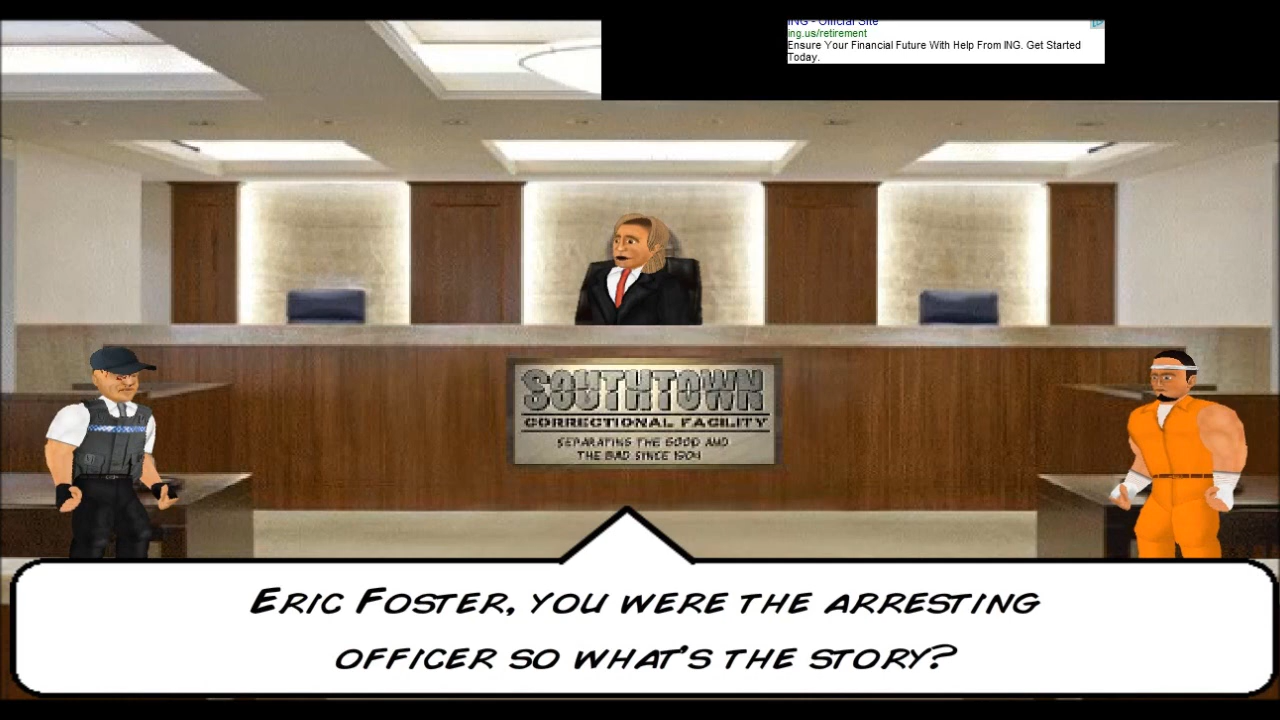 ING - Official Site
ing.us/retirement
Ensure Your Financial Future With Help From ING. Get Started
Today.
SOUTHTOWN
CORRECTIONAL FACILITY
SEPARATING THE GOOD AND
THE BAD SINCE 1904
ERIC FOSTER, YOU WERE THE ARRESTING
OFFICER SO WHAT'S THE STORY?